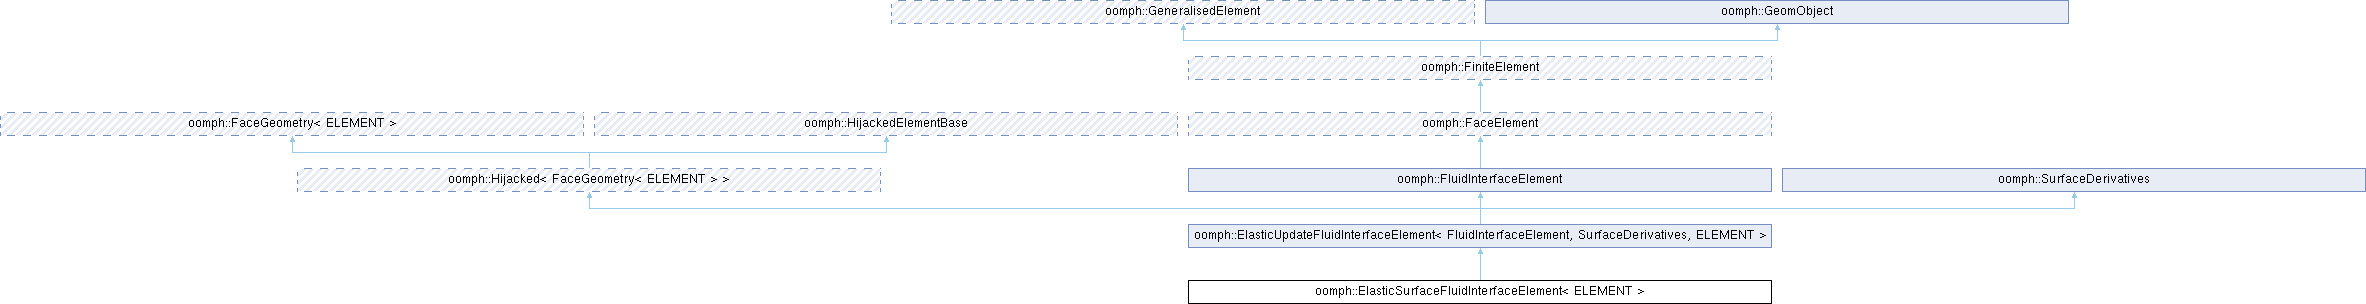 oomph::GeneralisedElement
oomph::GeomObject
oomph::FiniteElement
oomph::FaceGeometry< ELEMENT >
oomph::HijackedElementBase
oomph::FaceElement
oomph::Hijacked< FaceGeometry< ELEMENT > >
oomph::FluidInterfaceElement
oomph::SurfaceDerivatives
oomph::ElasticUpdateFluidInterfaceElement< FluidInterfaceElement, SurfaceDerivatives, ELEMENT >
oomph::ElasticSurfaceFluidInterfaceElement< ELEMENT >